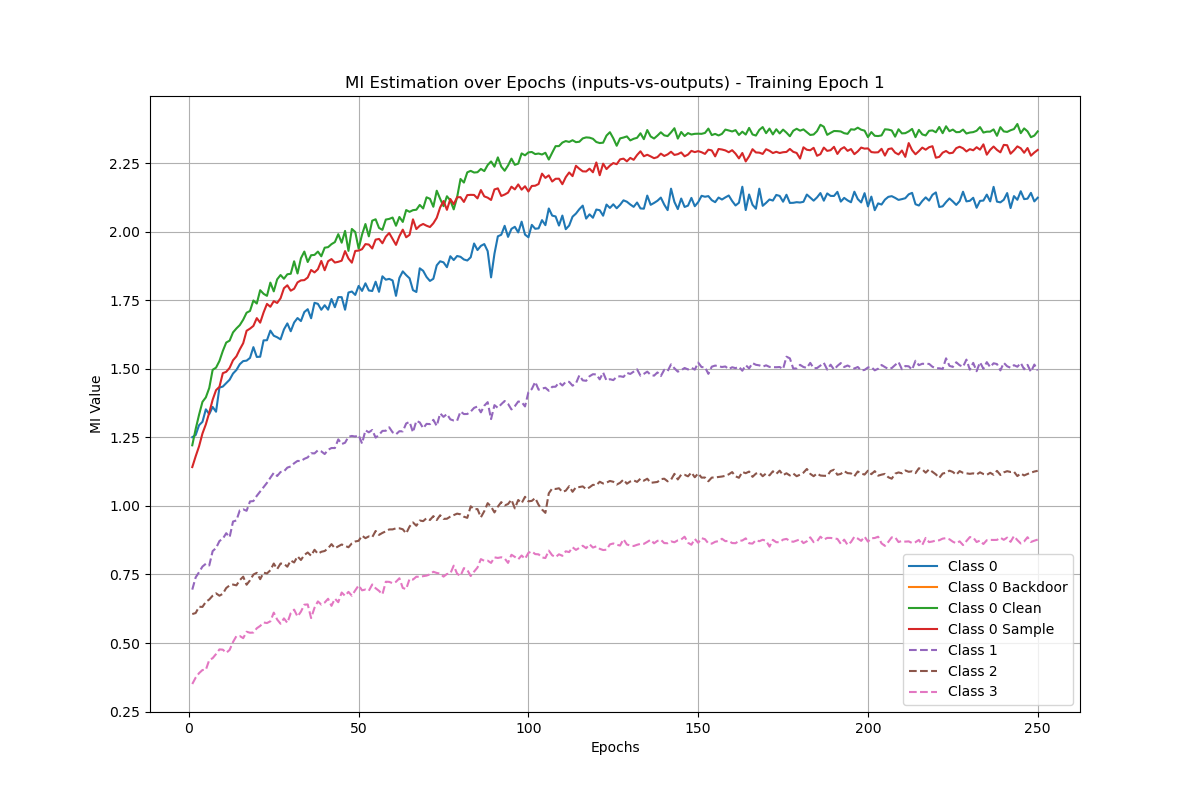 MI Estimation over Epochs (inputs-vs-outputs) - Training Epoch 1
MI Value
2.25
2.00
1.75
1.50
1.25
1.00
0.75
0.50
0.25
0
50
100
150
200
250
Epochs
Class 0
Class 0 Backdoor
Class 0 Clean
Class 0 Sample
Class 1
Class 2
Class 3